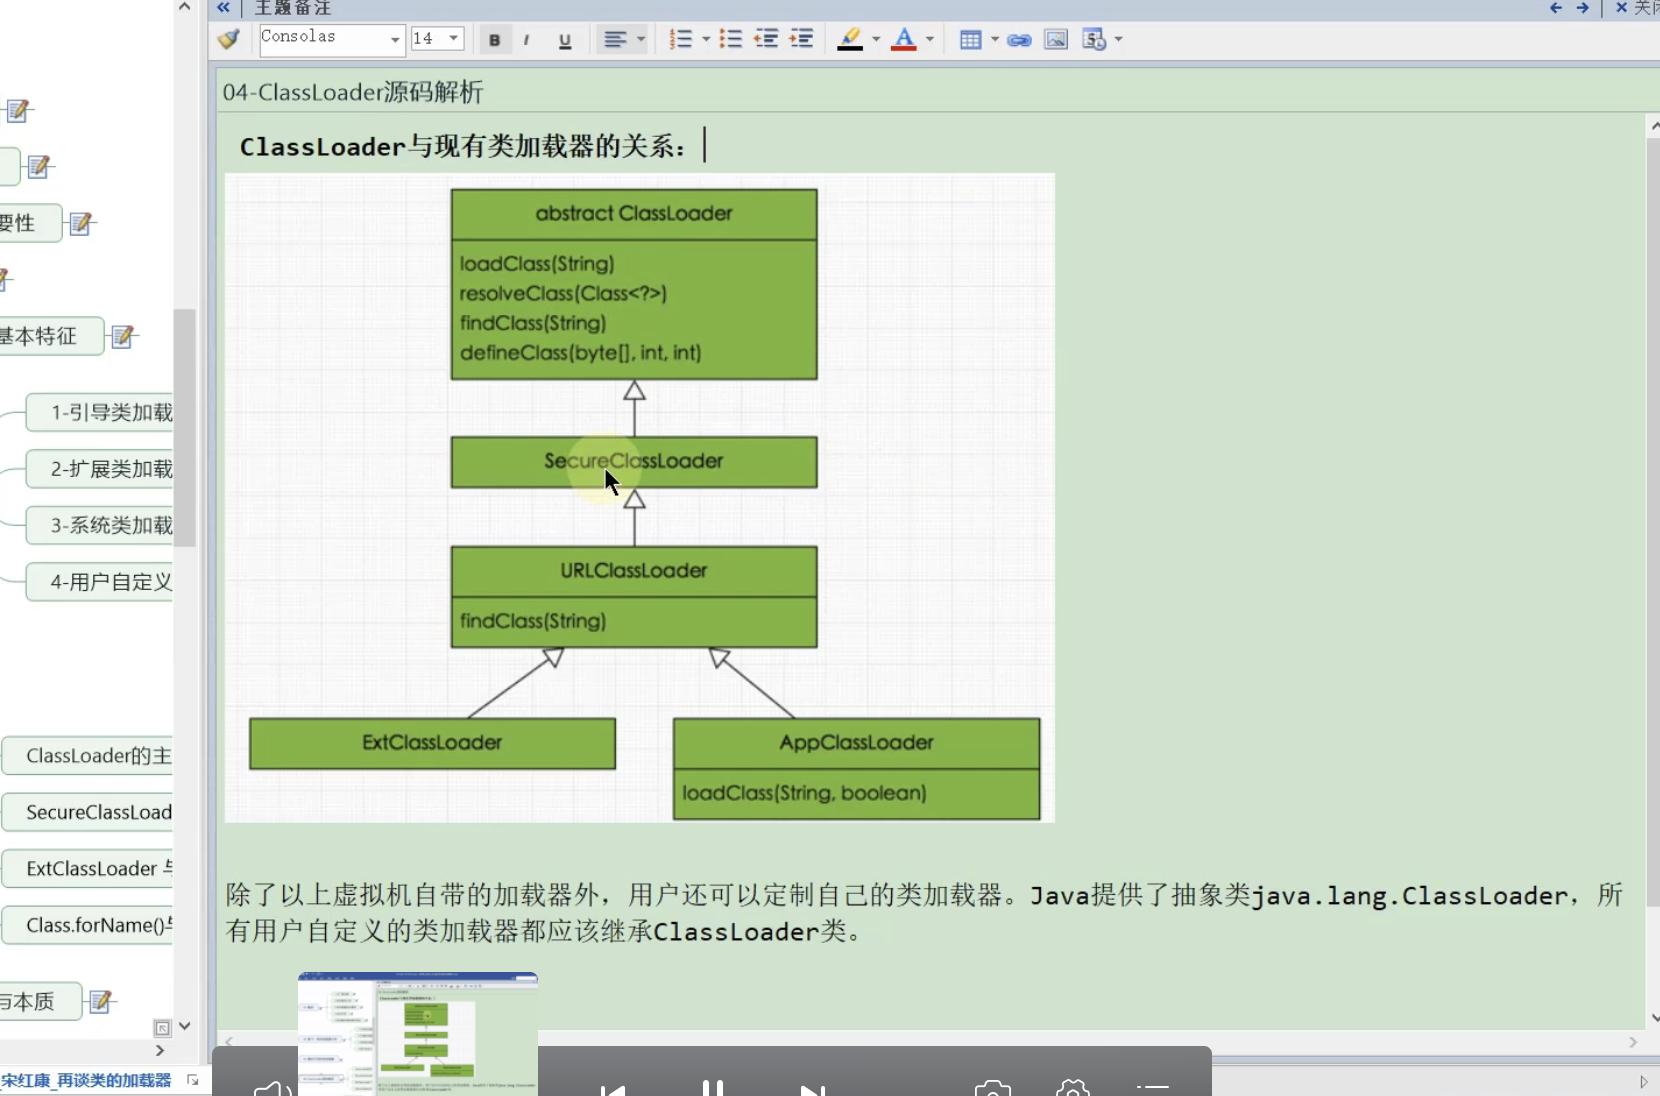 主题备注
Consolas
14
B
I
U
A
04-ClassLoader源码解析
ClassLoader与现有类加载器的关系：
abstract ClassLoader
loadClass(String)
resolveClass(Class<?>)
findClass(String)
defineClass(byte[], int, int)
SecureClassLoader
URLClassLoader
findClass(String)
ExtClassLoader
AppClassLoader
loadClass(String, boolean)
除了以上虚拟机自带的加载器外，用户还可以定制自己的类加载器。Java提供了抽象类java.lang.ClassLoader，所
有用户自定义的类加载器都应该继承ClassLoader类。
要性
基本特征
1-引导类加载
2-扩展类加载
3-系统类加载
4-用户自定义
ClassLoader的主
SecureClassLoad
ExtClassLoader 与
Class.forName()与
与本质
宋红康_再谈类的加载器